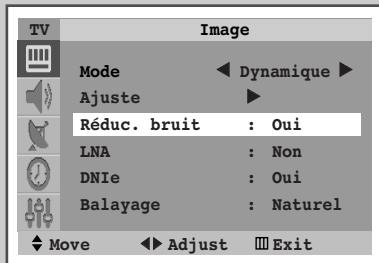 TV Image
Mode ◀ Dynamique ▶
Ajuste ▶
Réduc. bruit : Oui
LNA : Non
DNIe : Oui
Balayage : Naturel
Move Adjust Exit